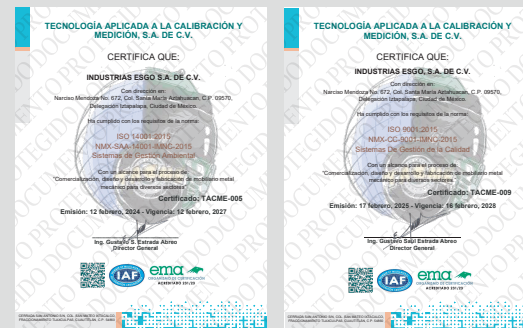 TECNOLOGÍA APLICADA A LA CALIBRACIÓN Y
MEDICIÓN, S.A. DE C.V.
CERTIFICA QUE:
INDUSTRIAS ESGO S.A. DE C.V.
Con dirección en:
Narciso Mendoza No. 672, Col. Santa María Aztahuacan, C.P. 09570,
Delegación Iztapalapa, Ciudad de México
Ha cumplido con los requisitos de la norma:
ISO 14001:2015
NMX-SAA-14001-IMNC-2015
Sistemas de Gestión Ambiental
Con un alcance para el proceso de:
"Comercialización, diseño y desarrollo y fabricación de mobiliario metal
mecánico para diversos sectores"
Certificado: TACME-005
Emisión: 12 febrero, 2024 - Vigencia: 12 febrero, 2027
Ing. Gustavo S. Estrada Abreo
Director General
IAF
ema
ORGANISMO DE CERTIFICACIÓN
TECNOLOGÍA APLICADA A LA CALIBRACIÓN Y
MEDICIÓN, S.A. DE C.V.
CERTIFICA QUE:
INDUSTRIAS ESGO, S.A. DE C.V.
Con dirección en:
Narciso Mendoza No. 672, Col. Santa María Aztahuacan, C.P. 09570,
Delegación Iztapalapa, Ciudad de México
Ha cumplido con los requisitos de la norma:
ISO 9001:2015
NMX-CC-9001-IMNC-2015
Sistemas De Gestión de la Calidad
Con un alcance para el proceso de:
"Comercialización, diseño y desarrollo y fabricación de mobiliario metal
mecánico para diversos sectores"
Certificado: TACME-009
Emisión: 17 febrero, 2025 - Vigencia: 16 febrero, 2028
Ing. Gustavo Saúl Estrada Abreo
Director General
IAF
ema
ORGANISMO DE CERTIFICACIÓN